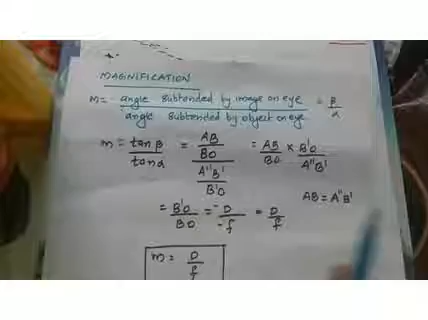 MAGNIFICATION
m = angle subtended by image on eye / angle subtended by object on eye = β/α
m = tanβ/tanα = (AB/BO)/(A"B'/B'O) = AB/BO × B'O/A"B'
AB = A"B'
= B'O/BO = -D/-f = D/f
m = D/f